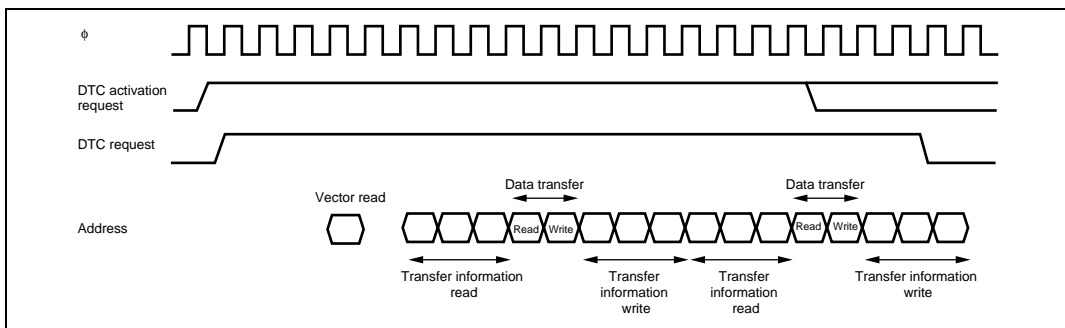 ϕ
DTC activation
request
DTC request
Data transfer
Data transfer
Vector read
Address
Read
Write
Read
Write
Transfer information
read
Transfer
information
write
Transfer
information
read
Transfer information
write